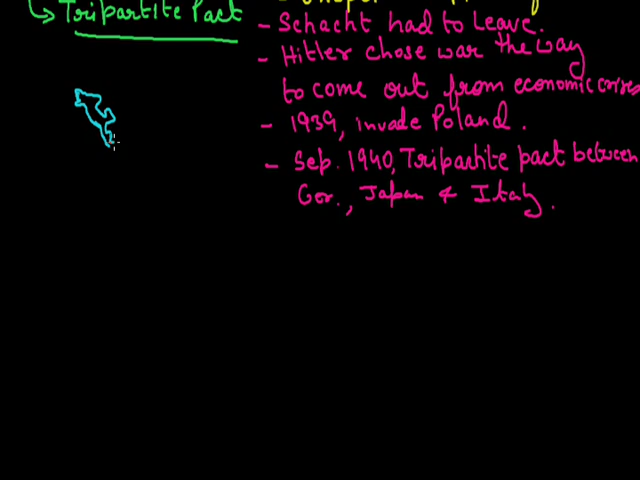 ↳ Tripartite Pact
- Schacht had to leave.
- Hitler chose war the way
to come out from economic crises
- 1939, invade Poland.
- Sep. 1940, Tripartite pact between
Ger., Japan & Italy.